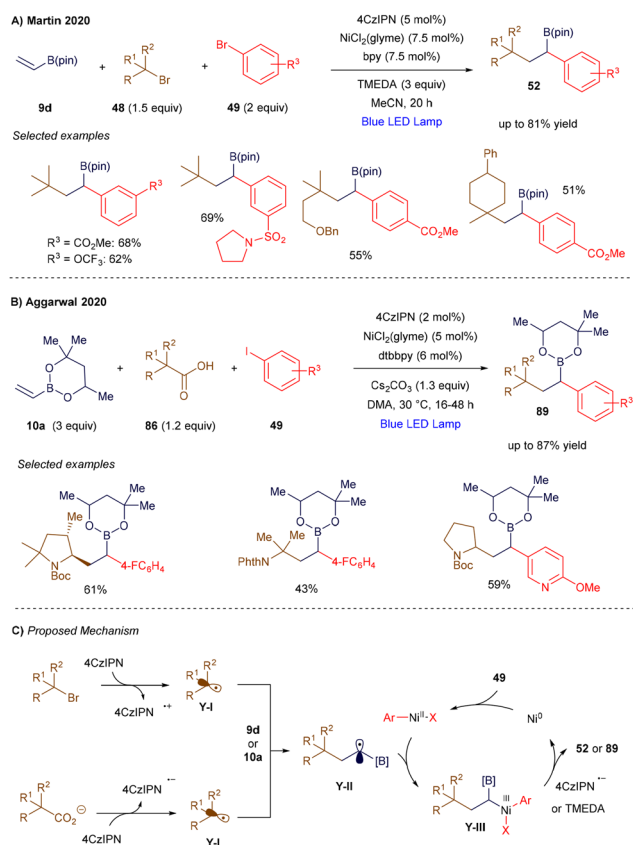 A) Martin 2020
4CzIPN (5 mol%)
NiCl2(glyme) (7.5 mol%)
bpy (7.5 mol%)
TMEDA (3 equiv)
MeCN, 20 h
Blue LED Lamp
B(pin) + R1 R2 R Br + Br R3
R1 R2 R B(pin) R3
9d 48 (1.5 equiv) 49 (2 equiv) 52
up to 81% yield
Selected examples
B(pin) R3
R3 = CO2Me: 68%
R3 = OCF3: 62%
B(pin)
69%
N SO2
B(pin)
OBn CO2Me
55%
Ph
B(pin)
51%
CO2Me
B) Aggarwal 2020
4CzIPN (2 mol%)
NiCl2(glyme) (5 mol%)
dtbbpy (6 mol%)
Cs2CO3 (1.3 equiv)
DMA, 30 °C, 16-48 h
Blue LED Lamp
Me Me O B O Me + R1 R2 R OH O + I R3
Me Me Me O O B R1 R2 R R3
10a (3 equiv) 86 (1.2 equiv) 49 89
up to 87% yield
Selected examples
Me Me Me O O B
Me Me Me N Boc 4-FC6H4
61%
Me Me Me O O B
Me Me PhthN 4-FC6H4
43%
Me Me Me O O B
N Boc N OMe
59%
C) Proposed Mechanism
R1 R2 R Br
4CzIPN
4CzIPN •+
R1 R2 R
Y-I
R1 R2 R CO2 ⊖
4CzIPN •−
4CzIPN
R1 R2 R
Y-I
9d
or
10a
R1 R2 R [B]
Y-II
Ar NiII X
49
Ni0
R1 R2 R [B] NiIII Ar X
Y-III
52 or 89
4CzIPN •−
or TMEDA